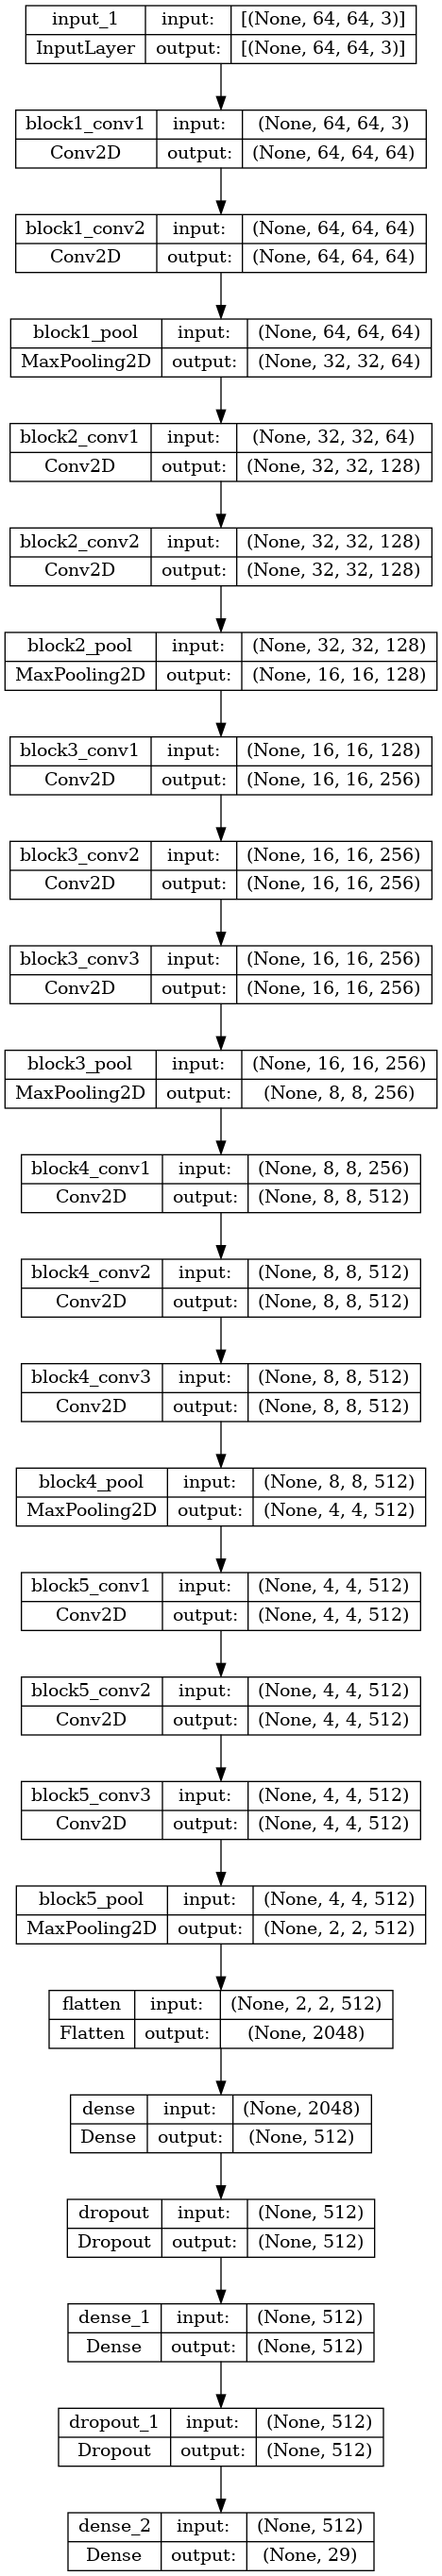 input_1 input: [(None, 64, 64, 3)]
InputLayer output: [(None, 64, 64, 3)]
block1_conv1 input: (None, 64, 64, 3)
Conv2D output: (None, 64, 64, 64)
block1_conv2 input: (None, 64, 64, 64)
Conv2D output: (None, 64, 64, 64)
block1_pool input: (None, 64, 64, 64)
MaxPooling2D output: (None, 32, 32, 64)
block2_conv1 input: (None, 32, 32, 64)
Conv2D output: (None, 32, 32, 128)
block2_conv2 input: (None, 32, 32, 128)
Conv2D output: (None, 32, 32, 128)
block2_pool input: (None, 32, 32, 128)
MaxPooling2D output: (None, 16, 16, 128)
block3_conv1 input: (None, 16, 16, 128)
Conv2D output: (None, 16, 16, 256)
block3_conv2 input: (None, 16, 16, 256)
Conv2D output: (None, 16, 16, 256)
block3_conv3 input: (None, 16, 16, 256)
Conv2D output: (None, 16, 16, 256)
block3_pool input: (None, 16, 16, 256)
MaxPooling2D output: (None, 8, 8, 256)
block4_conv1 input: (None, 8, 8, 256)
Conv2D output: (None, 8, 8, 512)
block4_conv2 input: (None, 8, 8, 512)
Conv2D output: (None, 8, 8, 512)
block4_conv3 input: (None, 8, 8, 512)
Conv2D output: (None, 8, 8, 512)
block4_pool input: (None, 8, 8, 512)
MaxPooling2D output: (None, 4, 4, 512)
block5_conv1 input: (None, 4, 4, 512)
Conv2D output: (None, 4, 4, 512)
block5_conv2 input: (None, 4, 4, 512)
Conv2D output: (None, 4, 4, 512)
block5_conv3 input: (None, 4, 4, 512)
Conv2D output: (None, 4, 4, 512)
block5_pool input: (None, 4, 4, 512)
MaxPooling2D output: (None, 2, 2, 512)
flatten input: (None, 2, 2, 512)
Flatten output: (None, 2048)
dense input: (None, 2048)
Dense output: (None, 512)
dropout input: (None, 512)
Dropout output: (None, 512)
dense_1 input: (None, 512)
Dense output: (None, 512)
dropout_1 input: (None, 512)
Dropout output: (None, 512)
dense_2 input: (None, 512)
Dense output: (None, 29)